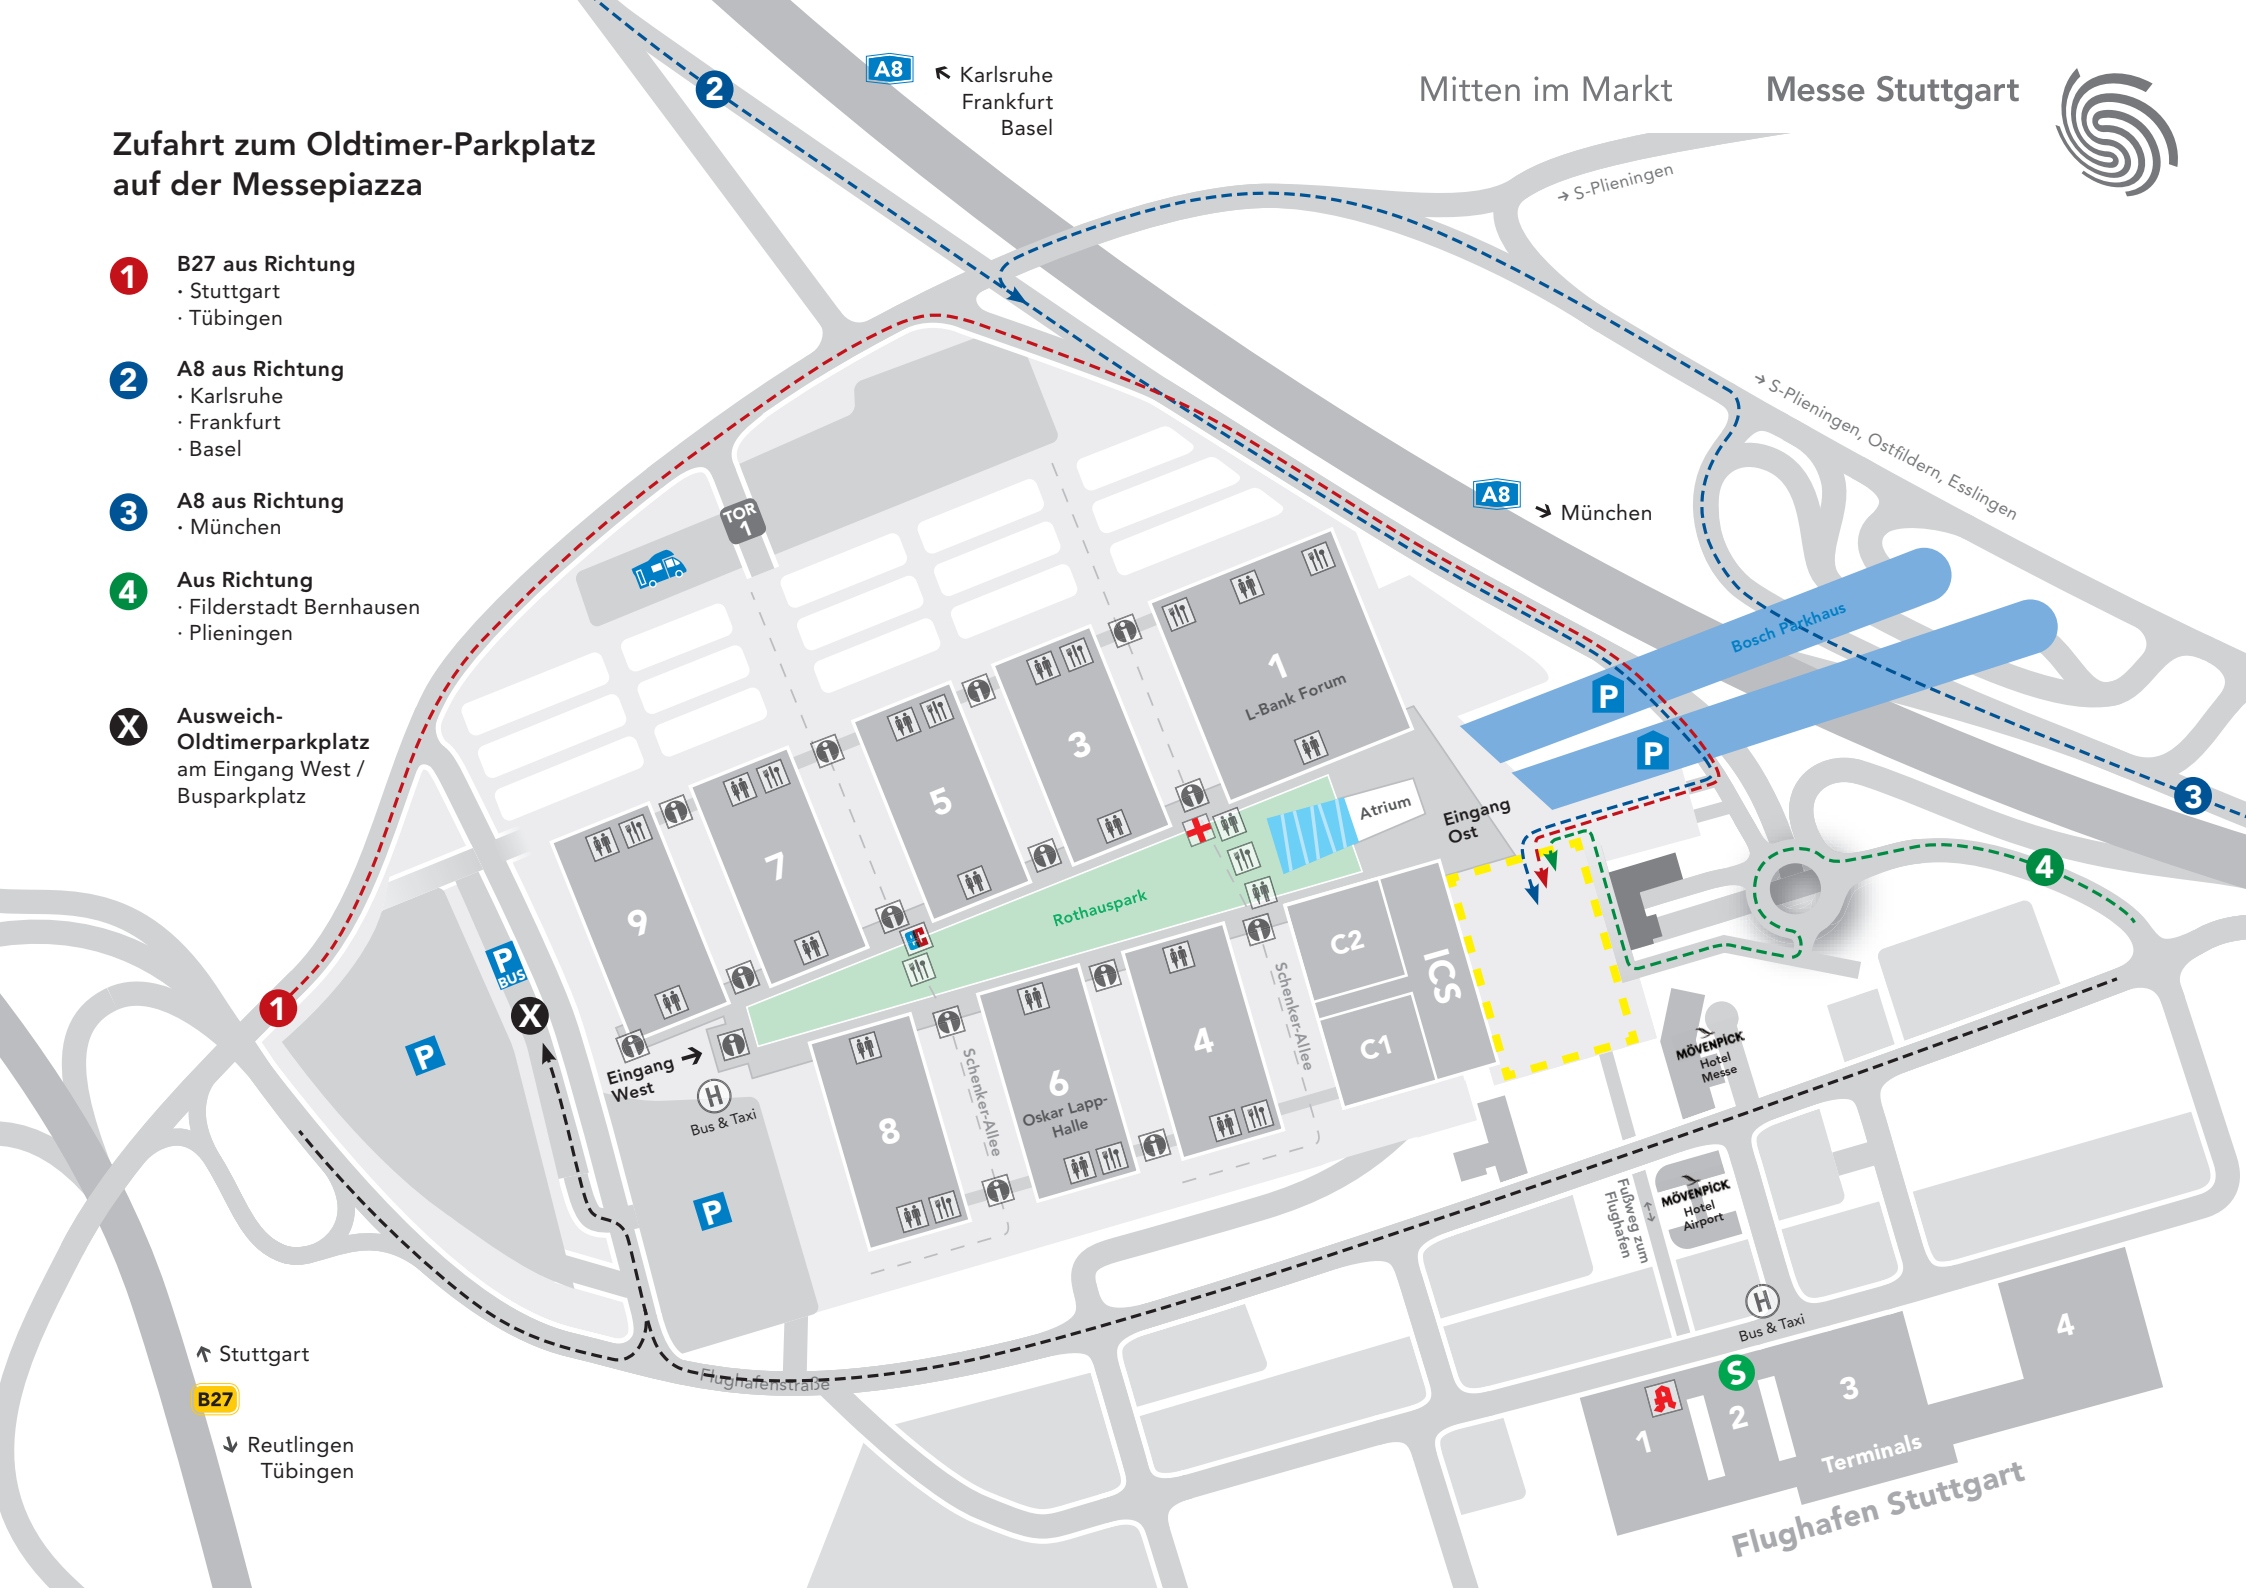 Zufahrt zum Oldtimer-Parkplatz
auf der Messepiazza
1
B27 aus Richtung
· Stuttgart
· Tübingen
2
A8 aus Richtung
· Karlsruhe
· Frankfurt
· Basel
3
A8 aus Richtung
· München
4
Aus Richtung
· Filderstadt Bernhausen
· Plieningen
X
Ausweich-
Oldtimerparkplatz
am Eingang West /
Busparkplatz
2
A8
Karlsruhe
Frankfurt
Basel
Mitten im Markt
Messe Stuttgart
S-Plieningen
S-Plieningen, Ostfildern, Esslingen
A8
München
TOR
1
Bosch Parkhaus
P
P
1
L-Bank Forum
3
5
7
9
Atrium
Eingang
Ost
3
4
Rothauspark
EC
C2
ICS
C1
Schenker-Allee
4
6
Oskar Lapp-
Halle
Schenker-Allee
8
Eingang
West
H
Bus & Taxi
P
BUS
X
P
P
1
MÖVENPICK
Hotel
Messe
MÖVENPICK
Hotel
Airport
Fußweg zum
Flughafen
H
Bus & Taxi
S
Flughafenstraße
Stuttgart
B27
Reutlingen
Tübingen
1
2
3
4
Terminals
Flughafen Stuttgart